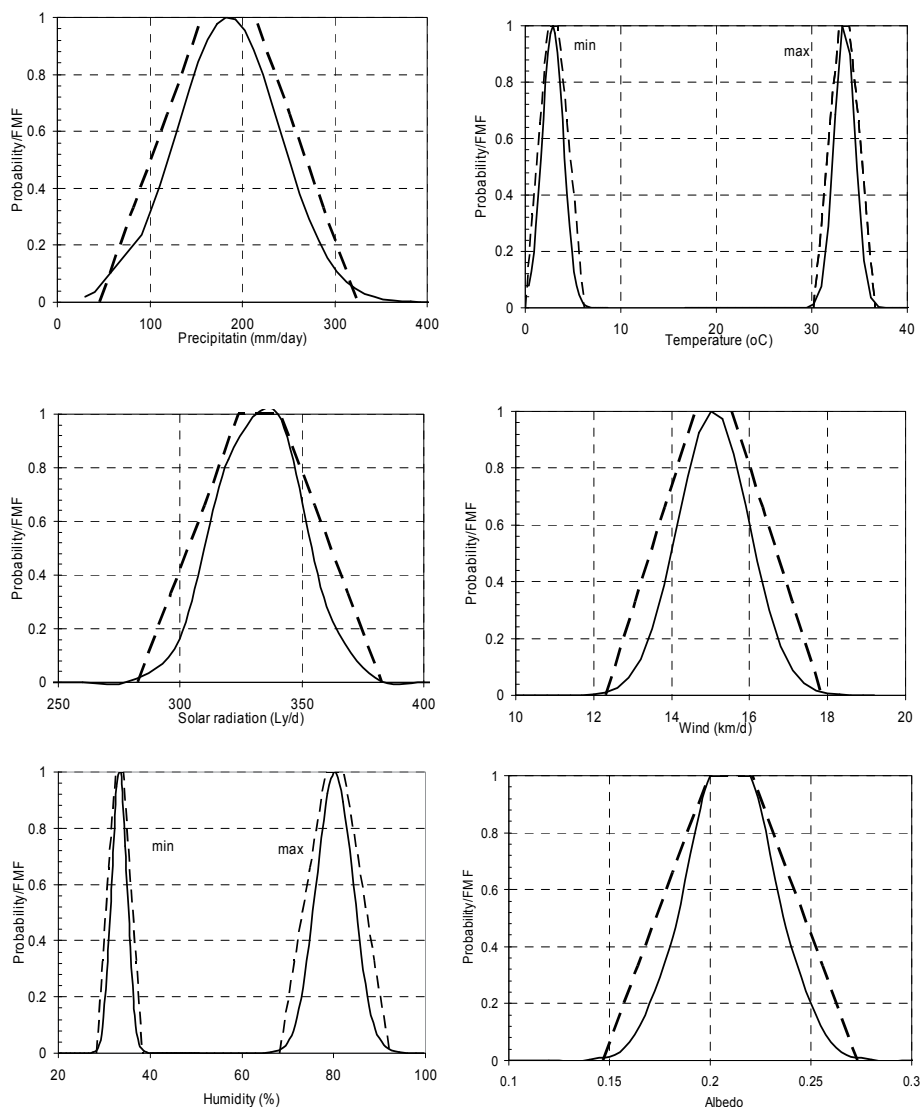 1
0.8
0.6
0.4
0.2
0
Probability/FMF
0 100 200 300 400
Precipitatin (mm/day)
min
max
1
0.8
0.6
0.4
0.2
0
Probability/FMF
0 10 20 30 40
Temperature (oC)
1
0.8
0.6
0.4
0.2
0
Probability/FMF
250 300 350 400
Solar radiation (Ly/d)
1
0.8
0.6
0.4
0.2
0
Probability/FMF
10 12 14 16 18 20
Wind (km/d)
1
0.8
0.6
0.4
0.2
0
Probability/FMF
min
max
20 40 60 80 100
Humidity (%)
1
0.8
0.6
0.4
0.2
0
Probability/FMF
0.1 0.15 0.2 0.25 0.3
Albedo